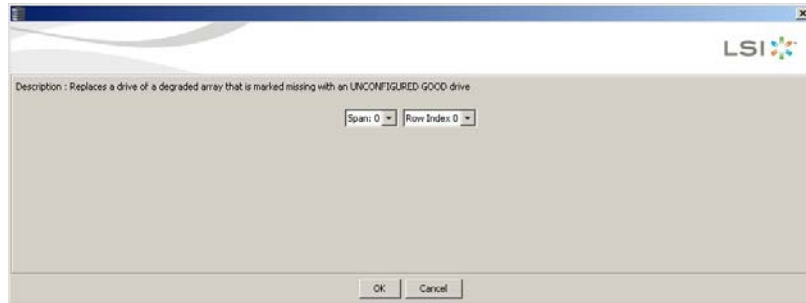 LSI
Description : Replaces a drive of a degraded array that is marked missing with an UNCONFIGURED GOOD drive
Span: 0 Row Index 0
OK Cancel